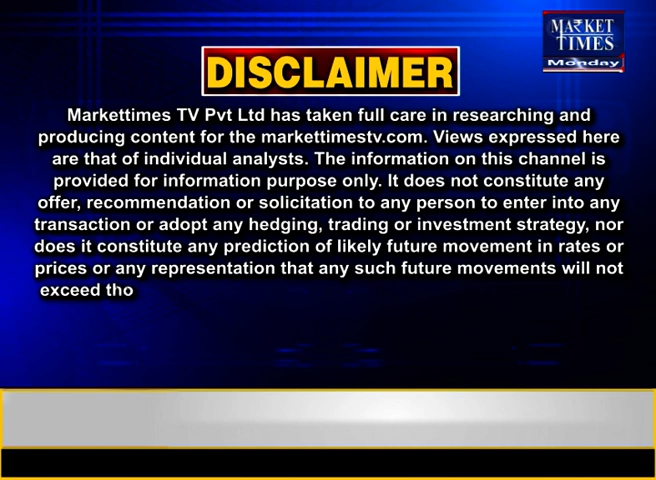 MARKET
TIMES
Monday
DISCLAIMER
Markettimes TV Pvt Ltd has taken full care in researching and
producing content for the markettimestv.com. Views expressed here
are that of individual analysts. The information on this channel is
provided for information purpose only. It does not constitute any
offer, recommendation or solicitation to any person to enter into any
transaction or adopt any hedging, trading or investment strategy, nor
does it constitute any prediction of likely future movement in rates or
prices or any representation that any such future movements will not
exceed tho